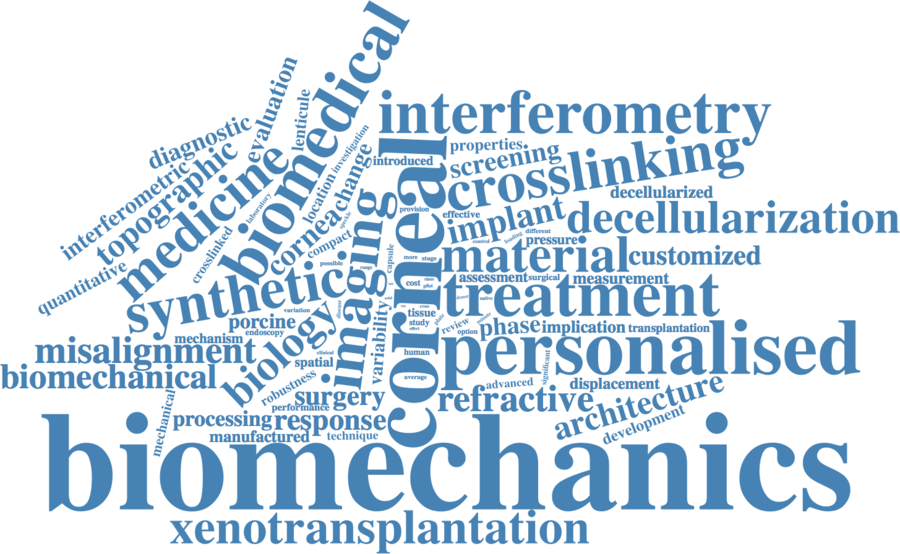 biomedical
interferometry
evaluation
lenticule
diagnostic
topographic
interferometric
medicine
investigation
properties
introduced
screening
crosslinking
change
location
laboratory
cornea
corneal
imaging
decellularized
implant
effective
provision
decellularization
different
pressure
material
customized
compact
crosslinked
quantitative
synthetic
capsule
more
stage
assessment
surgical
measurement
possible
range
cost
treatment
variation
porcine
endoscopy
mechanism
biology
variability
tissue
study
effect
review
phase
option
implication
transplantation
misalignment
biomechanical
clinical
spatial
human
personalised
significant
average
robustness
advanced
displacement
surgery
performance
refractive
architecture
development
mechanical
processing
response
manufactured
technique
biomechanics
xenotransplantation